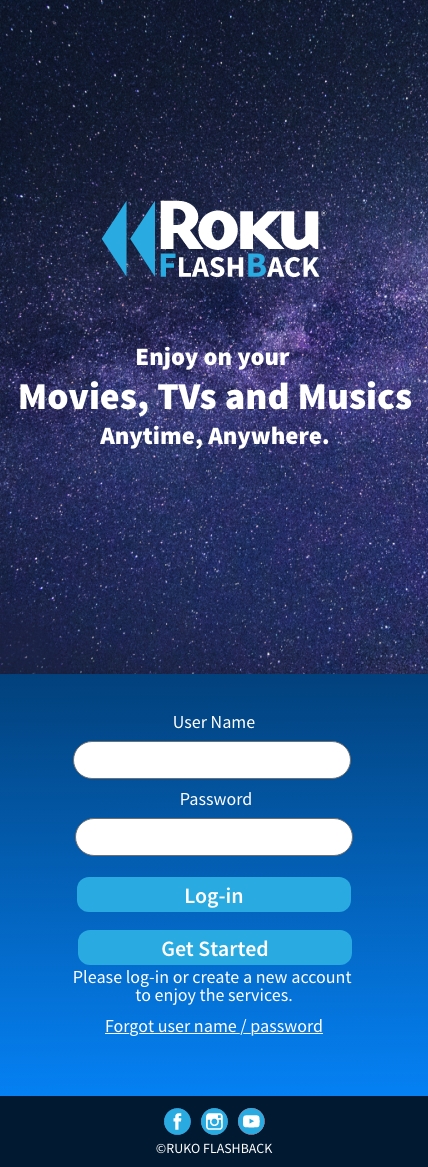 ROKU
FLASHBACK
Enjoy on your
Movies, TVs and Musics
Anytime, Anywhere.
User Name
Password
Log-in
Get Started
Please log-in or create a new account
to enjoy the services.
Forgot user name / password
©RUKO FLASHBACK